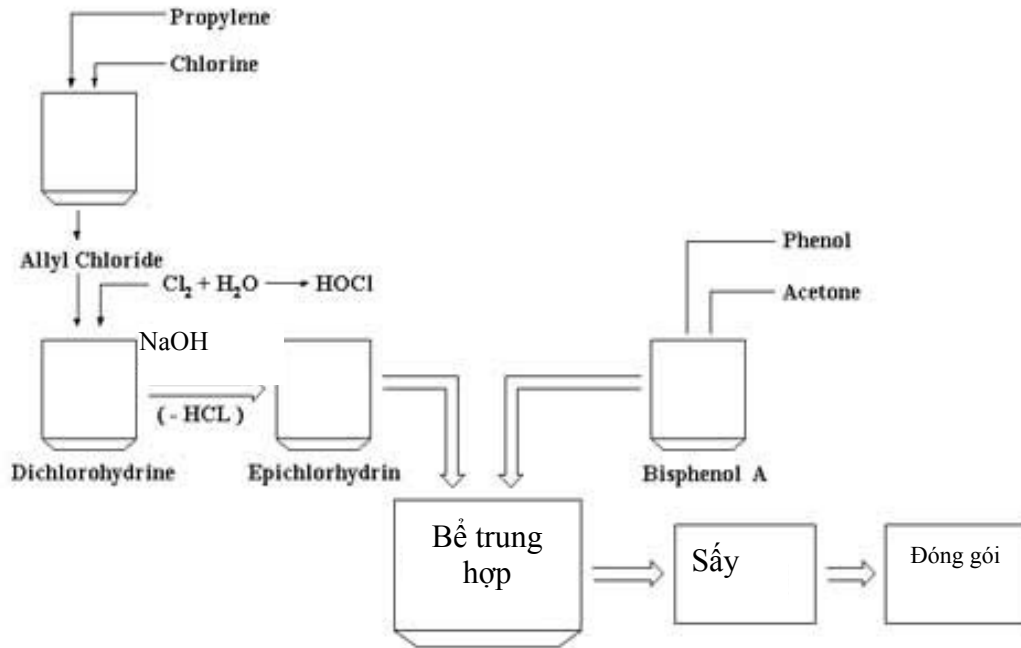 Propylene
Chlorine
Allyl Chloride
Cl₂ + H₂O → HOCl
NaOH
( - HCL )
Dichlorohydrine
Epichlorhydrin
Phenol
Acetone
Bisphenol A
Bể trung
hợp
Sấy
Đóng gói